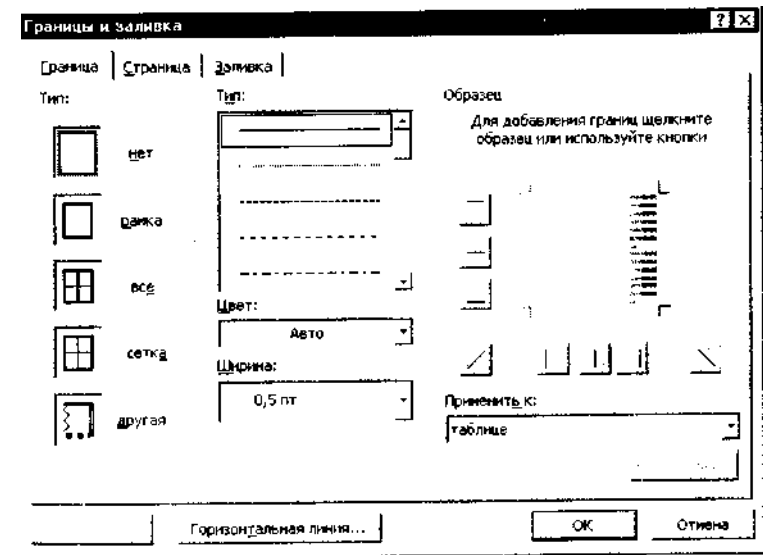 Границы и заливка
Граница
Страница
Заливка
Тип:
нет
рамка
все
сетка
другая
Тип:
Цвет:
Авто
Ширина:
0,5 пт
Образец
Для добавления границ щелкните
образец или используйте кнопки
Применить к:
таблице
Горизонтальная линия...
ОК
Отмена